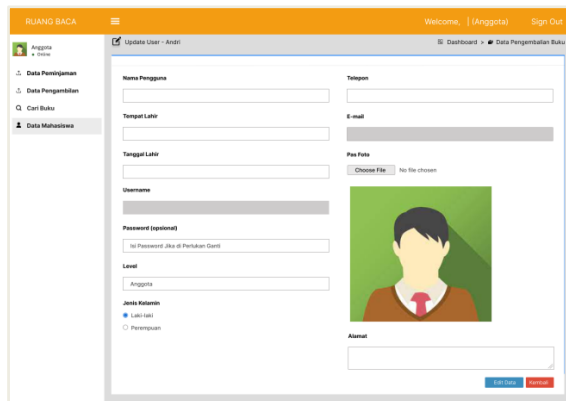 RUANG BACA
Welcome, | (Anggota) Sign Out
Anggota
Online
Update User - Andri
Dashboard > Data Pengembalian Buku
Data Peminjaman
Data Pengambilan
Cari Buku
Data Mahasiswa
Nama Pengguna
Tempat Lahir
Tanggal Lahir
Username
Password (opsional)
Isi Password Jika di Perlukan Ganti
Level
Anggota
Jenis Kelamin
Laki-laki
Perempuan
Telepon
E-mail
Pas Foto
Choose File No file chosen
Alamat
Edit Data Kembali